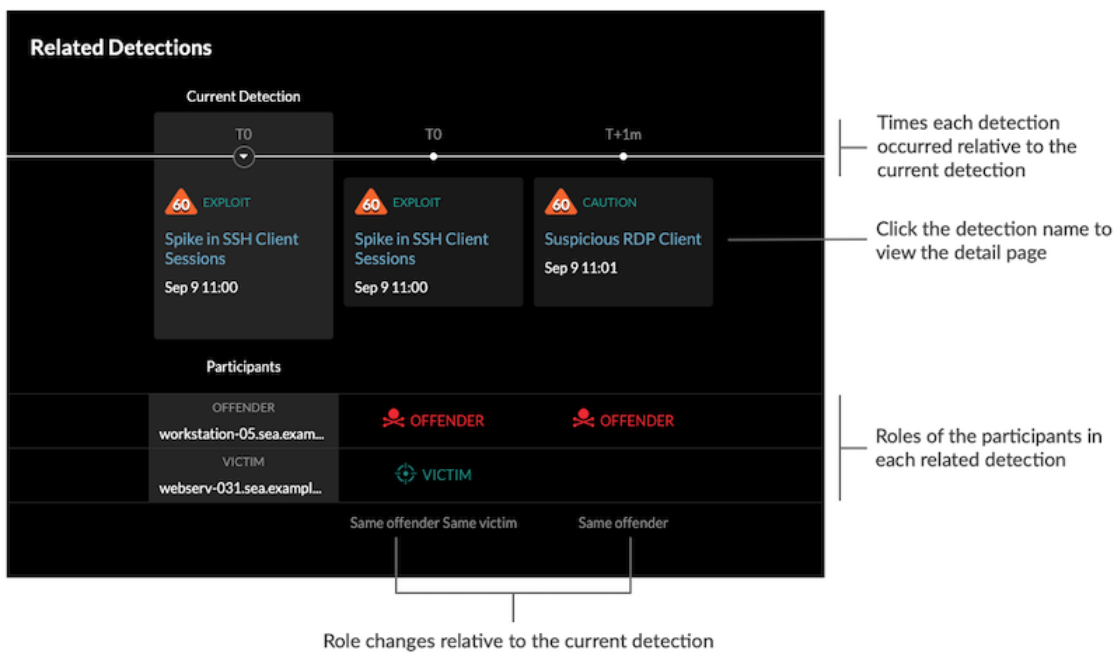 Related Detections
Current Detection
T0
T0
T+1m
60 EXPLOIT
Spike in SSH Client
Sessions
Sep 9 11:00
60 EXPLOIT
Spike in SSH Client
Sessions
Sep 9 11:00
60 CAUTION
Suspicious RDP Client
Sep 9 11:01
Participants
OFFENDER
workstation-05.sea.exam...
OFFENDER
OFFENDER
VICTIM
webserv-031.sea.exampl...
VICTIM
Same offender Same victim
Same offender
Times each detection
occurred relative to the
current detection
Click the detection name to
view the detail page
Roles of the participants in
each related detection
Role changes relative to the current detection